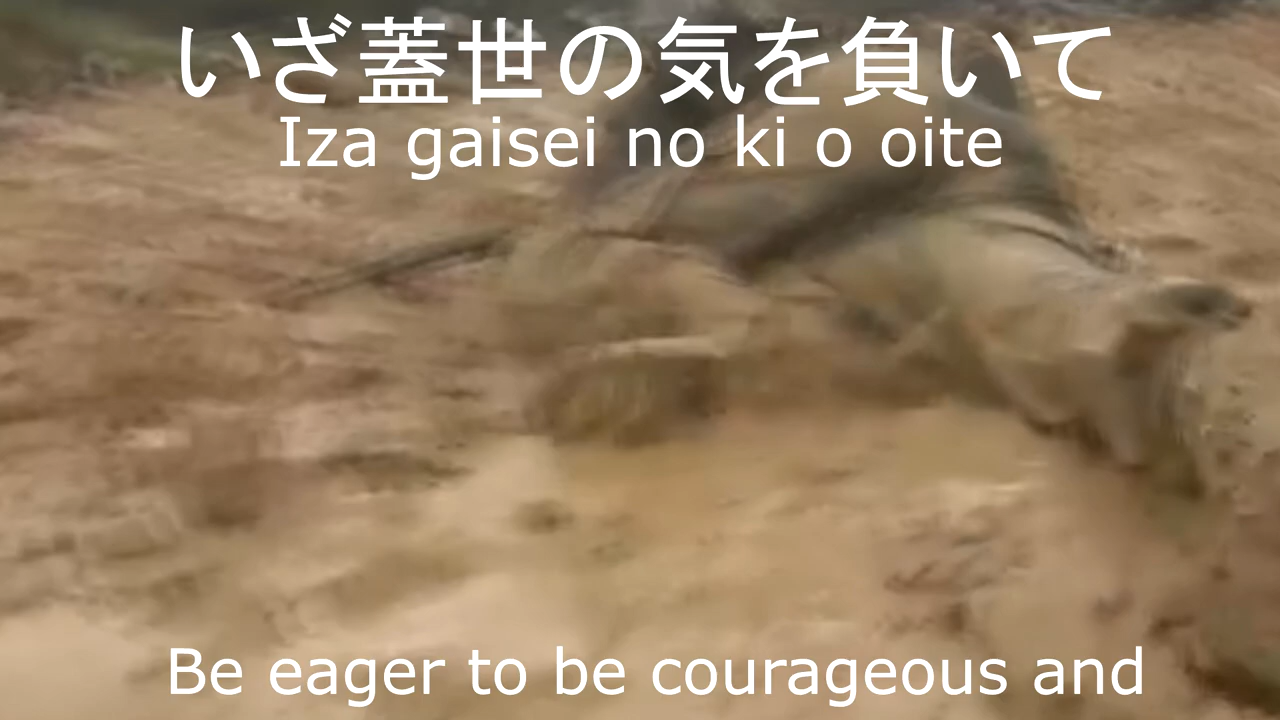 いざ蓋世の気を負いて
Iza gaisei no ki o oite
Be eager to be courageous and